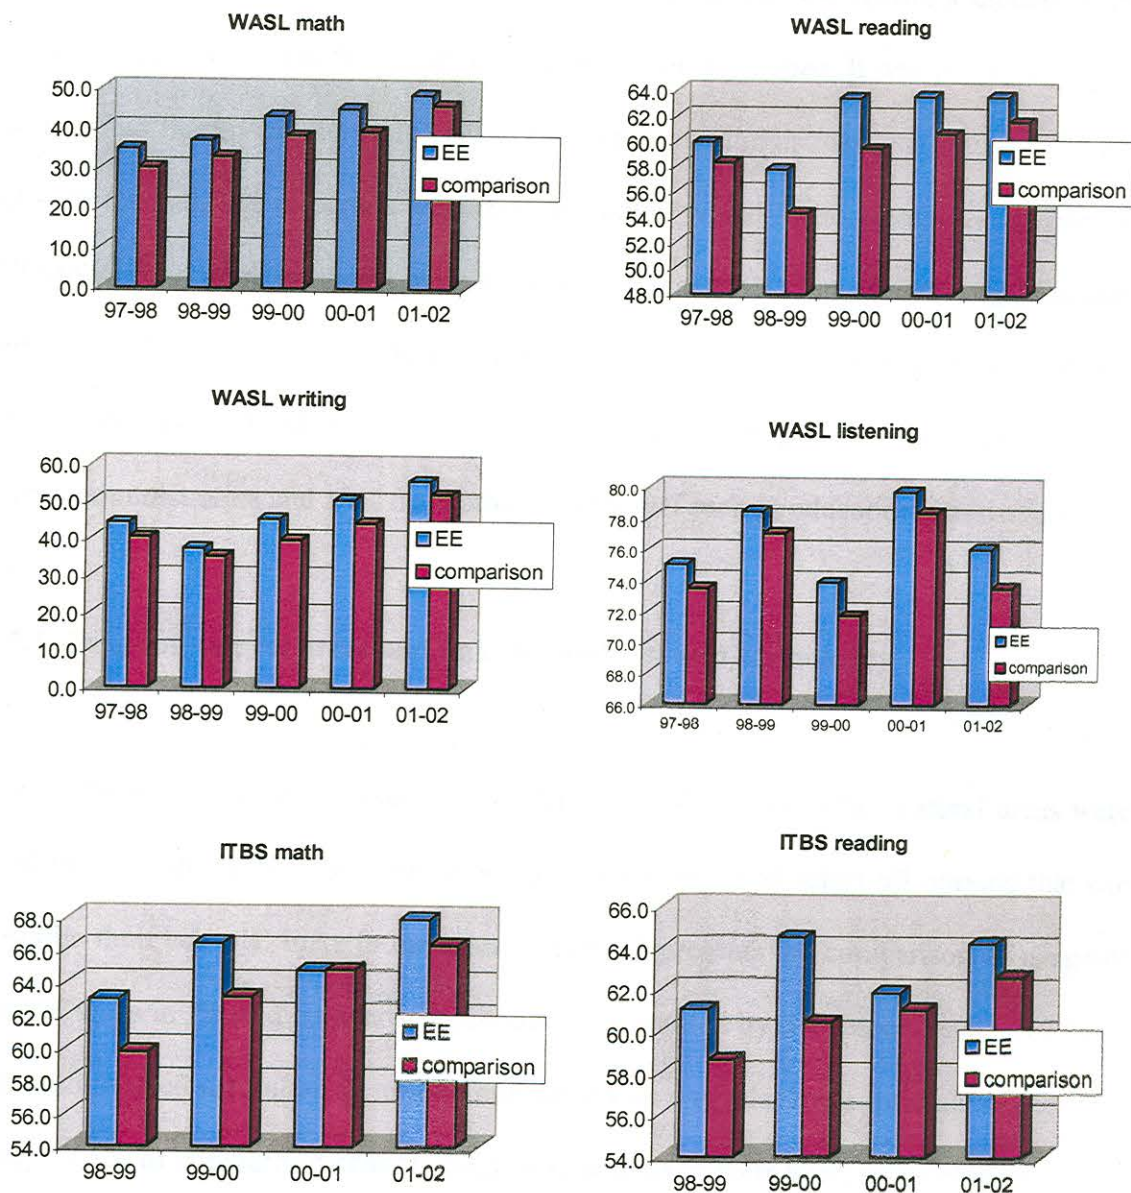 WASL math
50.0
40.0
30.0
20.0
10.0
0.0
97-98 98-99 99-00 00-01 01-02
EE
comparison
WASL reading
64.0
62.0
60.0
58.0
56.0
54.0
52.0
50.0
48.0
97-98 98-99 99-00 00-01 01-02
EE
comparison
WASL writing
60.0
50.0
40.0
30.0
20.0
10.0
0.0
97-98 98-99 99-00 00-01 01-02
EE
comparison
WASL listening
80.0
78.0
76.0
74.0
72.0
70.0
68.0
66.0
97-98 98-99 99-00 00-01 01-02
EE
comparison
ITBS math
68.0
66.0
64.0
62.0
60.0
58.0
56.0
54.0
98-99 99-00 00-01 01-02
EE
comparison
ITBS reading
66.0
64.0
62.0
60.0
58.0
56.0
54.0
98-99 99-00 00-01 01-02
EE
comparison